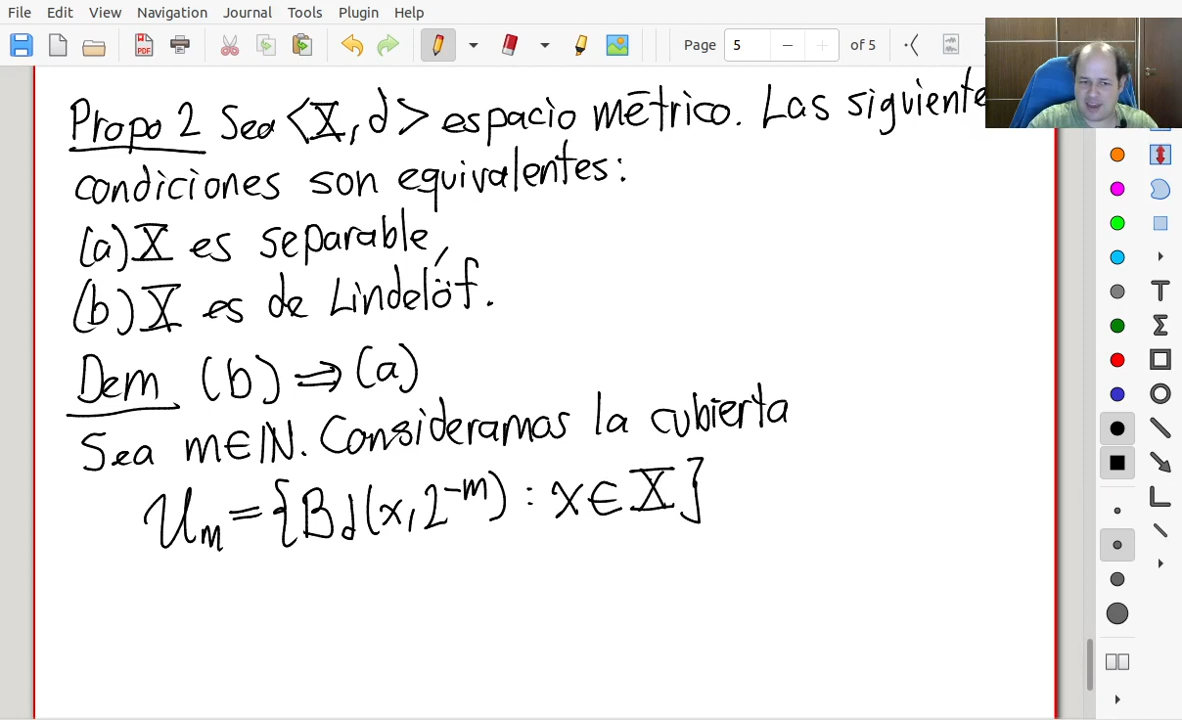 File Edit View Navigation Journal Tools Plugin Help
Page 5 of 5
Propo 2 Sea <X, d> espacio métrico. Las siguiente
condiciones son equivalentes:
(a) X es separable,
(b) X es de Lindelöf.
Dem (b) ⇒ (a)
Sea m∈ℕ. Consideramos la cubierta
𝒰m = {Bd(x, 2^-m) : x ∈ X}